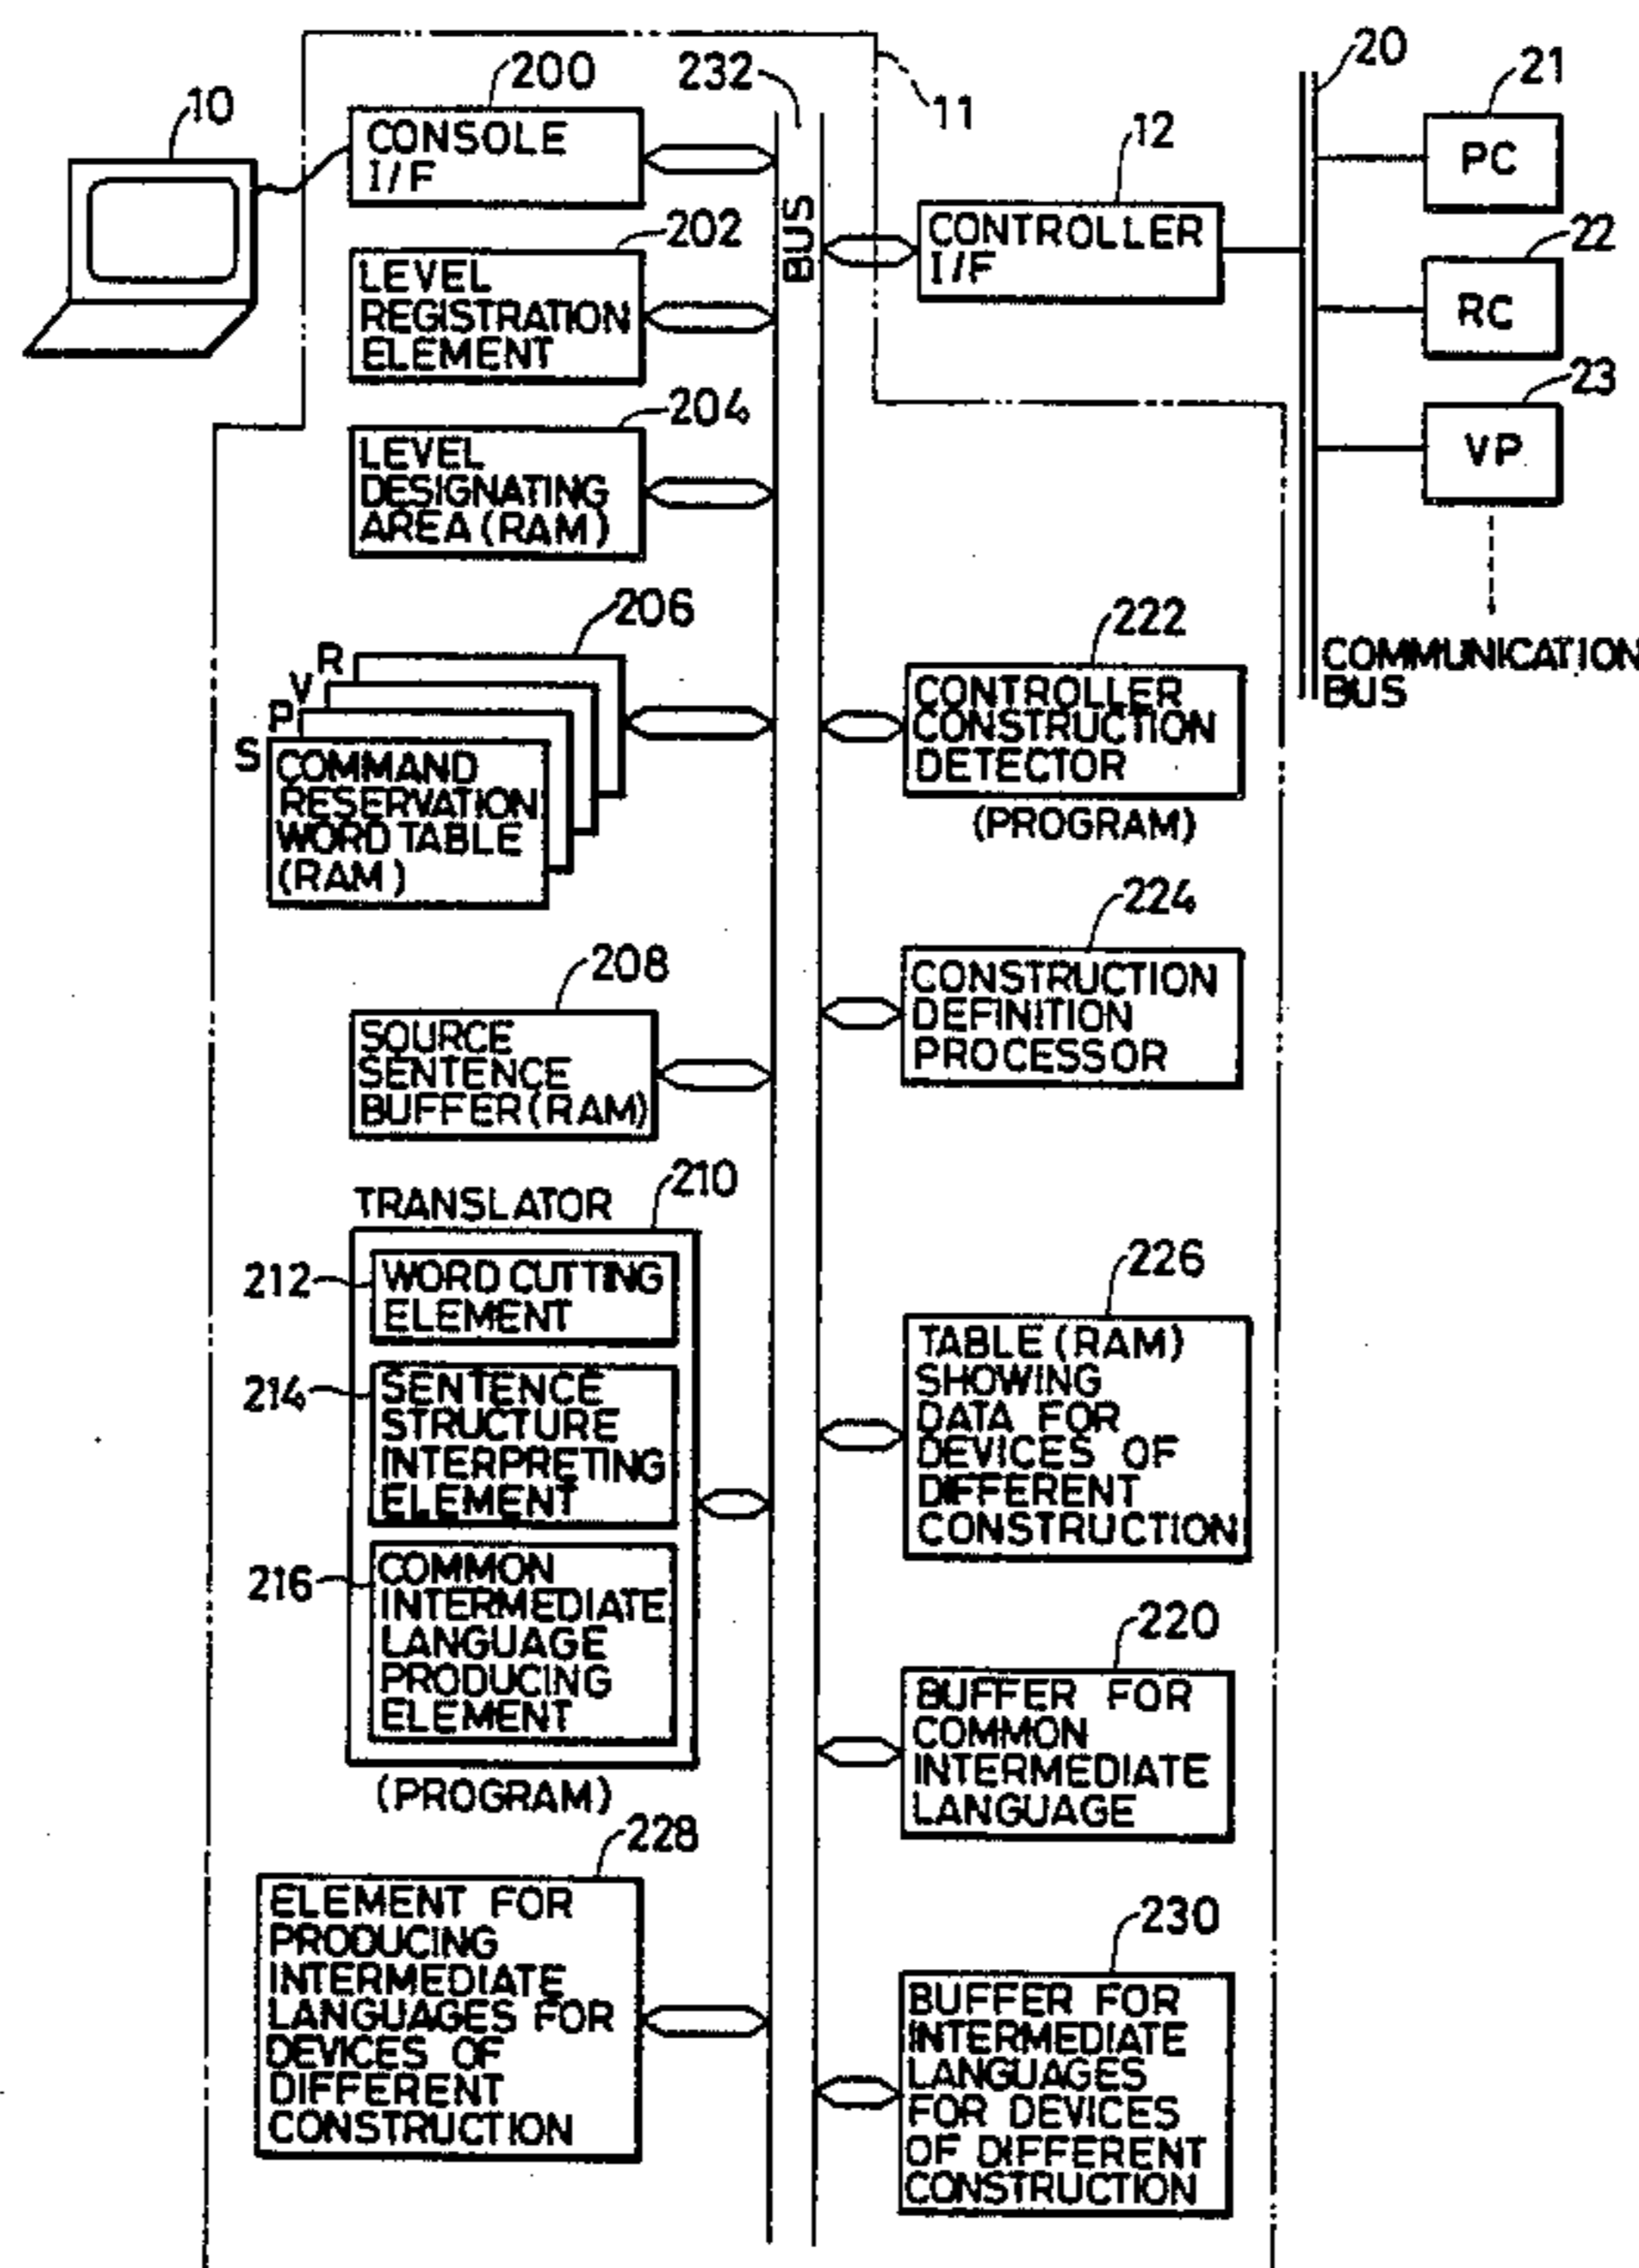 10
200
CONSOLE
I/F
232
BUS
11
12
CONTROLLER
I/F
20
21
PC
22
RC
23
VP
COMMUNICATION
BUS
202
LEVEL
REGISTRATION
ELEMENT
204
LEVEL
DESIGNATING
AREA (RAM)
206
R
V
P
S
COMMAND
RESERVATION
WORD TABLE
(RAM)
222
CONTROLLER
CONSTRUCTION
DETECTOR
(PROGRAM)
208
SOURCE
SENTENCE
BUFFER (RAM)
224
CONSTRUCTION
DEFINITION
PROCESSOR
TRANSLATOR
210
212
WORD CUTTING
ELEMENT
214
SENTENCE
STRUCTURE
INTERPRETING
ELEMENT
216
COMMON
INTERMEDIATE
LANGUAGE
PRODUCING
ELEMENT
(PROGRAM)
226
TABLE (RAM)
SHOWING
DATA FOR
DEVICES OF
DIFFERENT
CONSTRUCTION
220
BUFFER FOR
COMMON
INTERMEDIATE
LANGUAGE
228
ELEMENT FOR
PRODUCING
INTERMEDIATE
LANGUAGES FOR
DEVICES OF
DIFFERENT
CONSTRUCTION
230
BUFFER FOR
INTERMEDIATE
LANGUAGES
FOR DEVICES
OF DIFFERENT
CONSTRUCTION